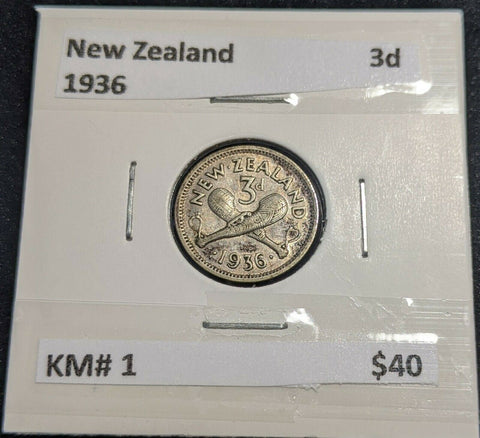 New Zealand 3d
1936
NEW ZEALAND
3d
1936
KM# 1 $40